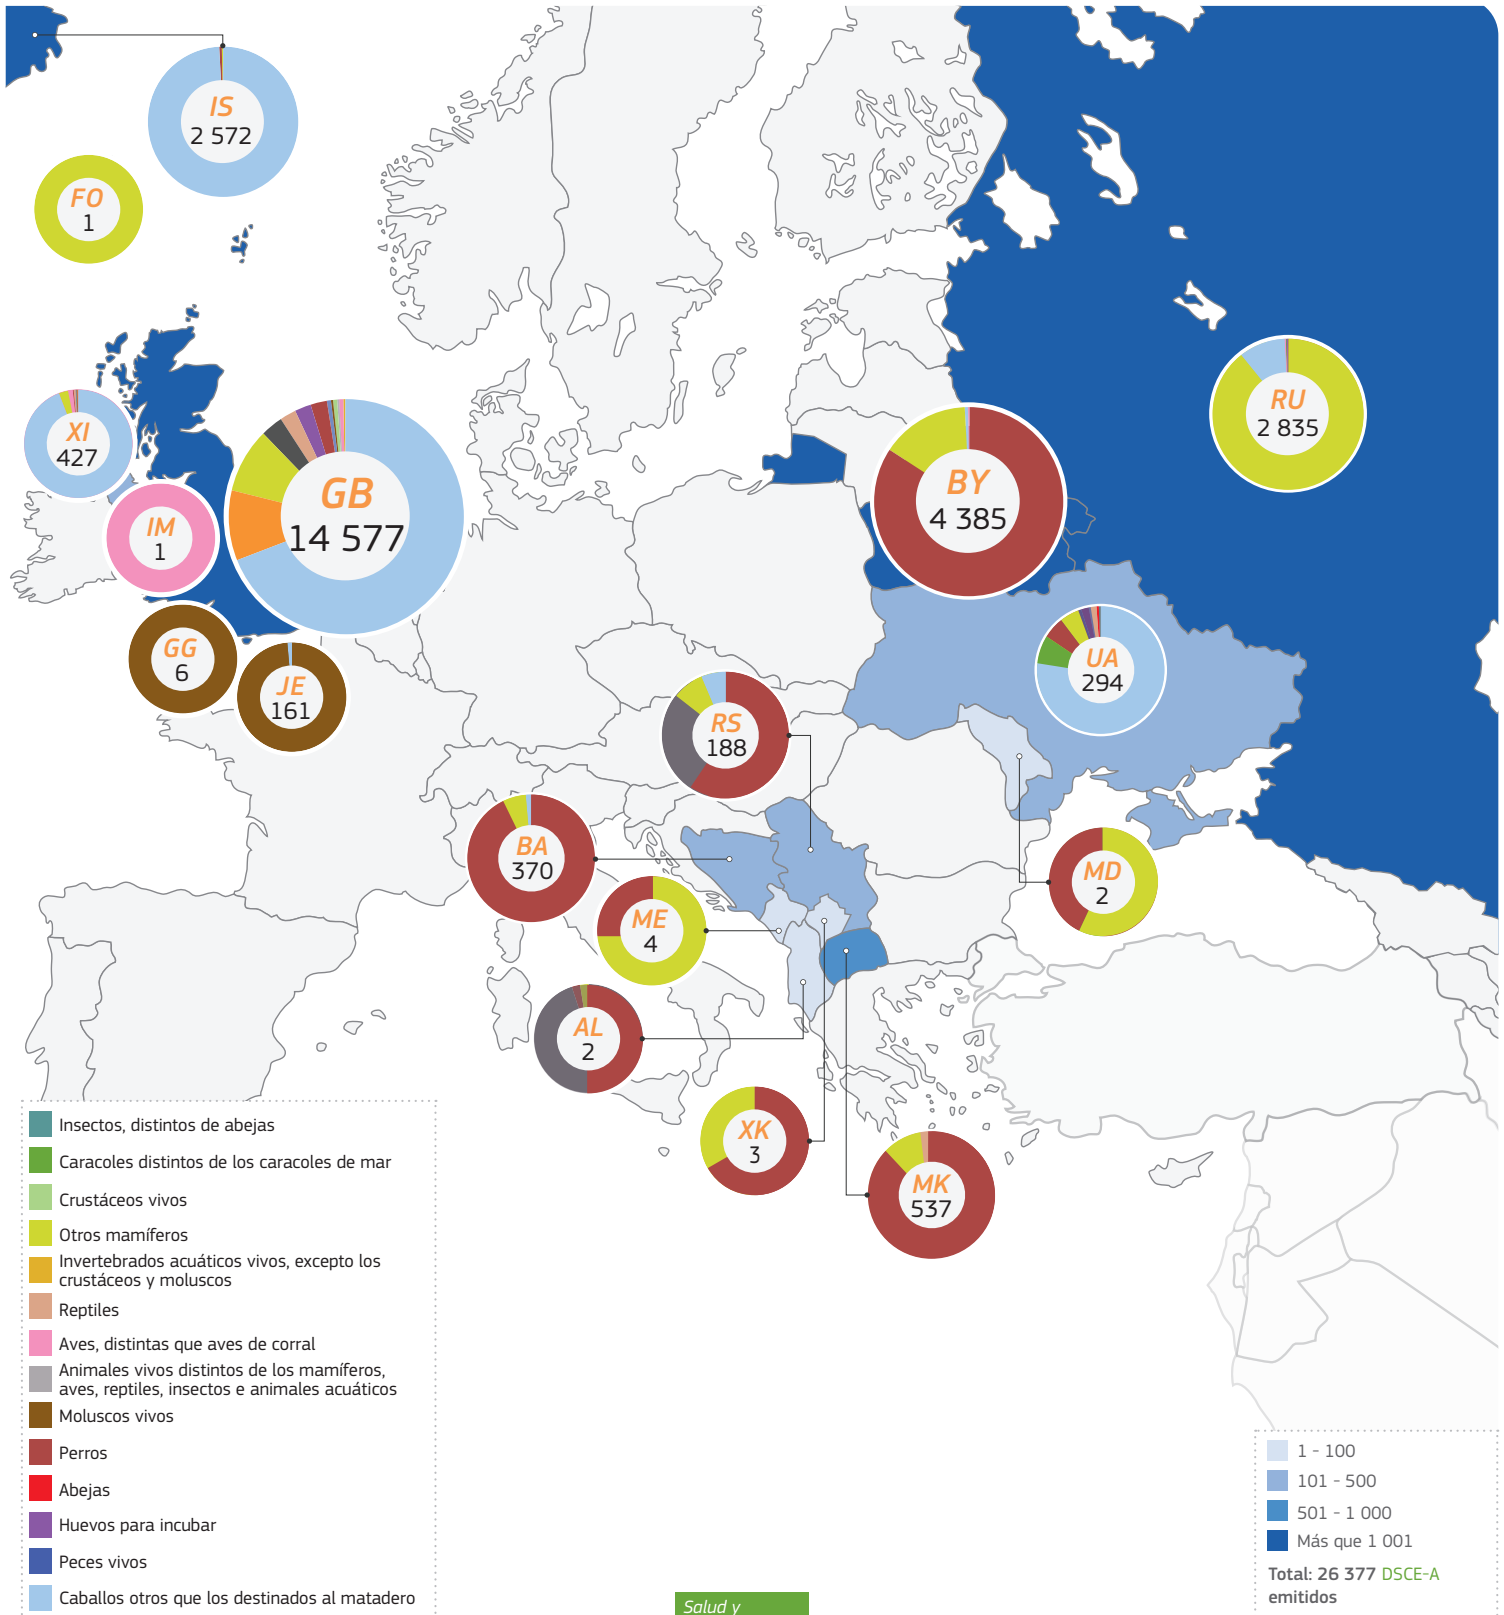 IS
2 572
FO
1
XI
427
IM
1
GB
14 577
GG
6
JE
161
BY
4 385
RU
2 835
UA
294
RS
188
BA
370
ME
4
MD
2
AL
2
XK
3
MK
537
Insectos, distintos de abejas
Caracoles distintos de los caracoles de mar
Crustáceos vivos
Otros mamíferos
Invertebrados acuáticos vivos, excepto los
crustáceos y moluscos
Reptiles
Aves, distintas que aves de corral
Animales vivos distintos de los mamíferos,
aves, reptiles, insectos e animales acuáticos
Moluscos vivos
Perros
Abejas
Huevos para incubar
Peces vivos
Caballos otros que los destinados al matadero
1 - 100
101 - 500
501 - 1 000
Más que 1 001
Total: 26 377 DSCE-A
emitidos
Salud y